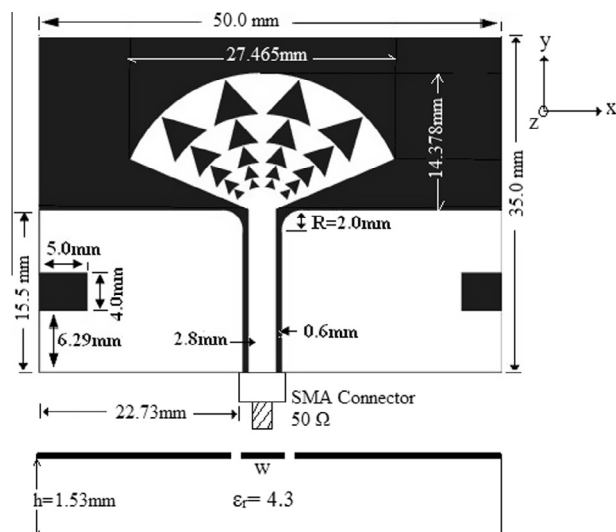 50.0 mm
27.465mm
14.378mm
y
x
z
35.0 mm
R=2.0mm
15.5 mm
5.0mm
4.0mm
6.29mm
2.8mm
0.6mm
22.73mm
SMA Connector
50 Ω
W
h=1.53mm
εr= 4.3